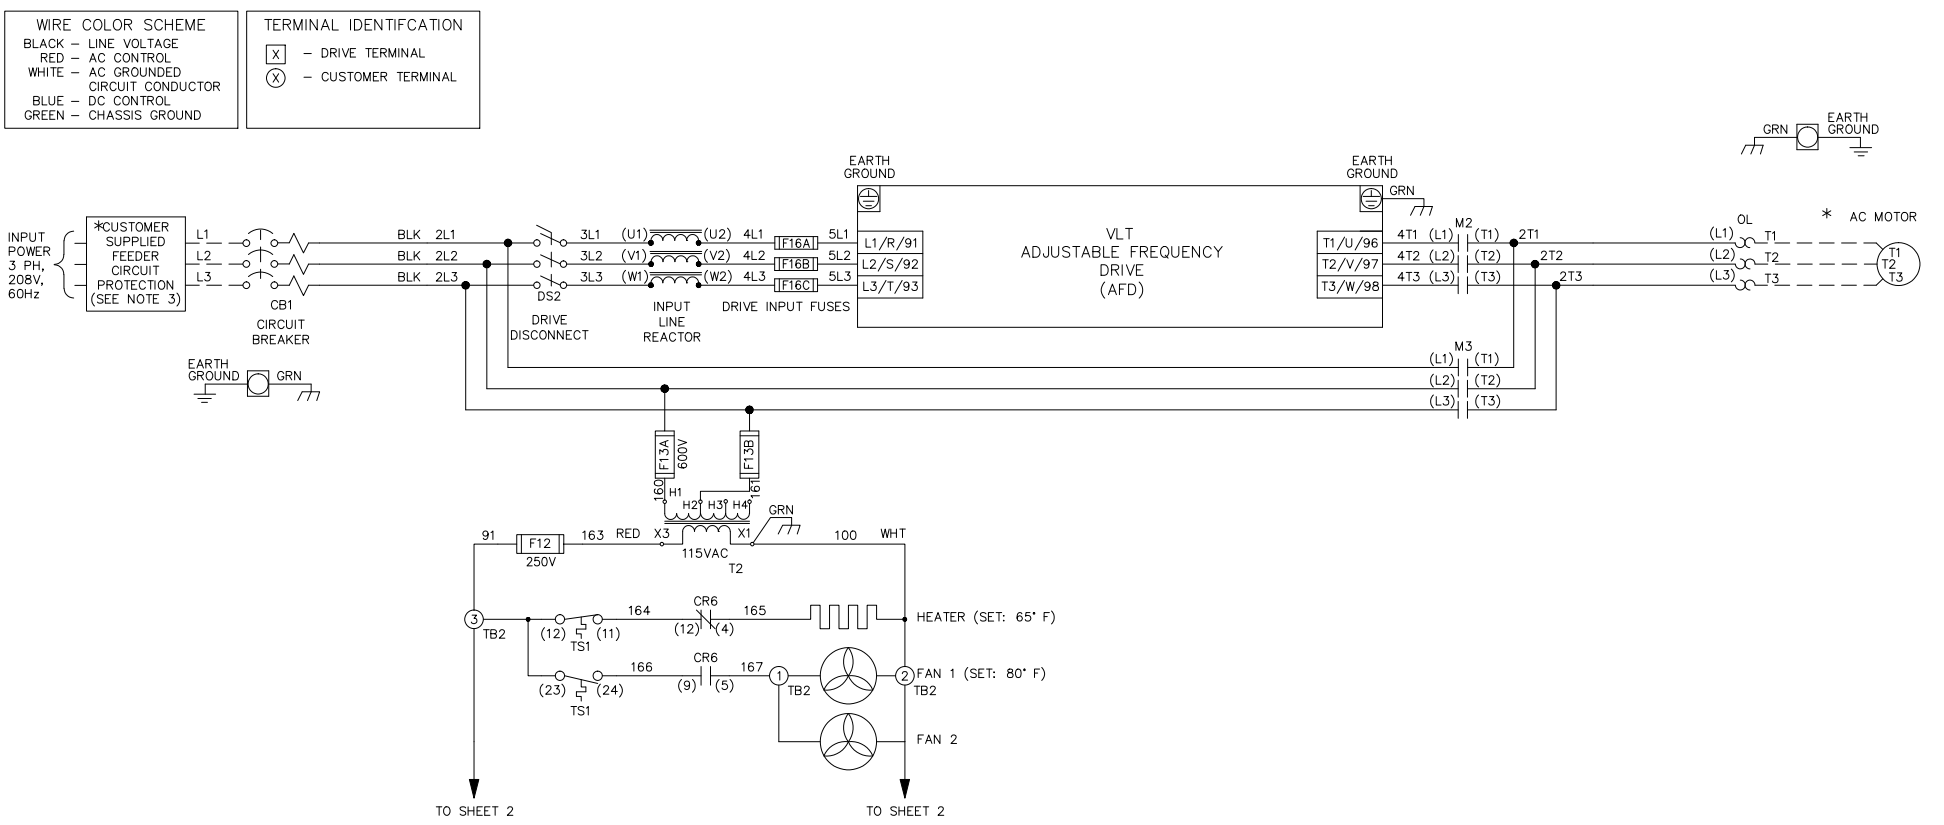 WIRE COLOR SCHEME
BLACK – LINE VOLTAGE
RED – AC CONTROL
WHITE – AC GROUNDED
CIRCUIT CONDUCTOR
BLUE – DC CONTROL
GREEN – CHASSIS GROUND
TERMINAL IDENTIFCATION
X – DRIVE TERMINAL
X – CUSTOMER TERMINAL
GRN
EARTH
GROUND
INPUT
POWER
3 PH,
208V,
60Hz
*CUSTOMER
SUPPLIED
FEEDER
CIRCUIT
PROTECTION
(SEE NOTE 3)
L1
L2
L3
CB1
CIRCUIT
BREAKER
EARTH
GROUND
GRN
BLK 2L1
BLK 2L2
BLK 2L3
DS2
DRIVE
DISCONNECT
3L1 (U1) (U2) 4L1 F16A 5L1
3L2 (V1) (V2) 4L2 F16B 5L2
3L3 (W1) (W2) 4L3 F16C 5L3
INPUT
LINE
REACTOR
DRIVE INPUT FUSES
EARTH
GROUND
L1/R/91
L2/S/92
L3/T/93
VLT
ADJUSTABLE FREQUENCY
DRIVE
(AFD)
EARTH
GROUND
GRN
T1/U/96
T2/V/97
T3/W/98
M2
4T1 (L1) (T1) 2T1
4T2 (L2) (T2) 2T2
4T3 (L3) (T3) 2T3
OL
(L1) T1
(L2) T2
(L3) T3
* AC MOTOR
T1
T2
T3
M3
(L1) (T1)
(L2) (T2)
(L3) (T3)
F13A
600V
F13B
160
161
H1
H2
H3
H4
GRN
91
F12
250V
163
RED
X3
X1
115VAC
T2
100
WHT
3
TB2
(12)
(11)
TS1
164
CR6
(12)
(4)
165
HEATER (SET: 65° F)
(23)
(24)
TS1
166
CR6
(9)
(5)
167
1
TB2
2
TB2
FAN 1 (SET: 80° F)
FAN 2
TO SHEET 2
TO SHEET 2